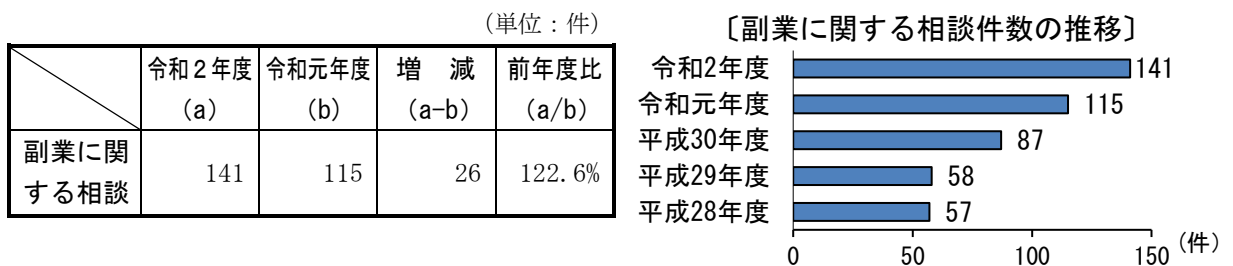 （単位：件）
令和２年度 令和元年度 増　減 前年度比
（a） （b） （a-b） （a/b）
副業に関
する相談
141 115 26 122.6%
〔副業に関する相談件数の推移〕
令和2年度 141
令和元年度 115
平成30年度 87
平成29年度 58
平成28年度 57
0 50 100 150 (件)